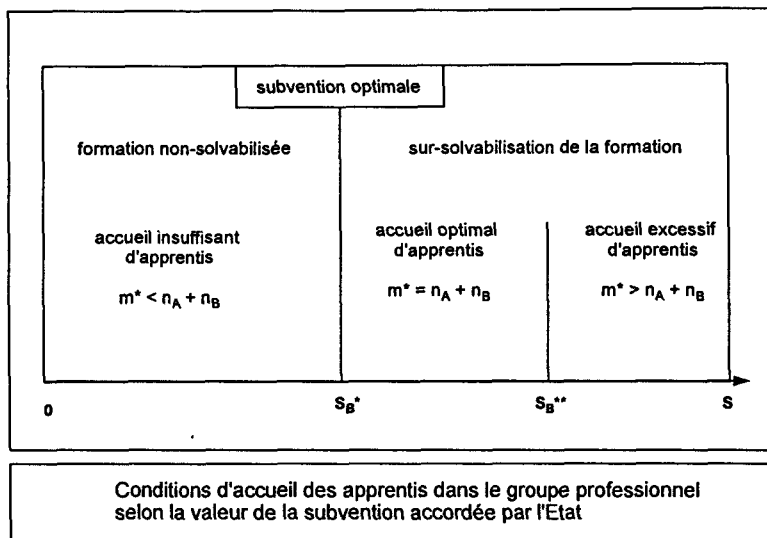 subvention optimale
formation non-solvabilisée
sur-solvabilisation de la formation
accueil insuffisant
d'apprentis
m* < nA + nB
accueil optimal
d'apprentis
m* = nA + nB
accueil excessif
d'apprentis
m* > nA + nB
0
SB*
SB**
S
Conditions d'accueil des apprentis dans le groupe professionnel
selon la valeur de la subvention accordée par l'Etat